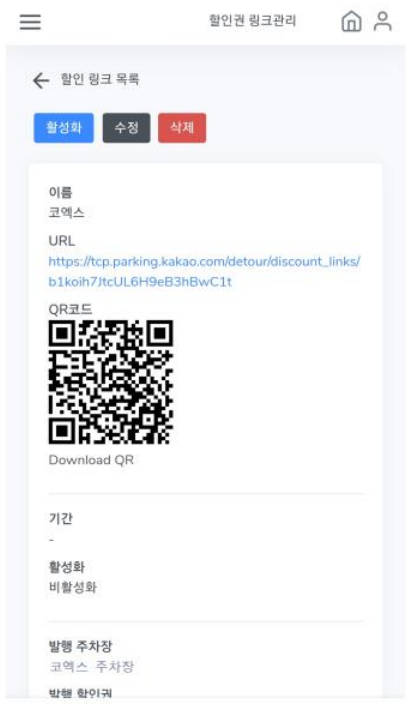 할인권 링크관리
할인 링크 목록
활성화 수정 삭제
이름
코엑스
URL
https://tcp.parking.kakao.com/detour/discount_links/
b1koih7JtcUL6H9eB3hBwC1t
QR코드
Download QR
기간
-
활성화
비활성화
발행 주차장
코엑스 주차장
발행 할인권